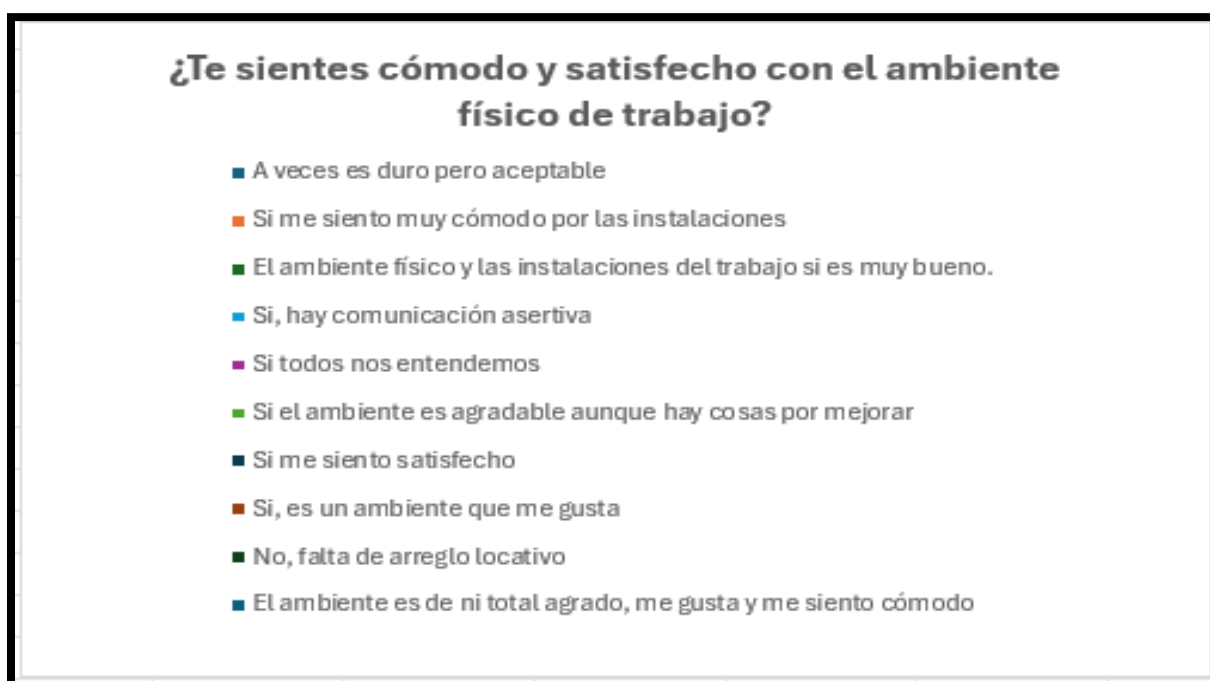 ¿Te sientes cómodo y satisfecho con el ambiente
físico de trabajo?
A veces es duro pero aceptable
Si me siento muy cómodo por las instalaciones
El ambiente físico y las instalaciones del trabajo si es muy bueno.
Si, hay comunicación asertiva
Si todos nos entendemos
Si el ambiente es agradable aunque hay cosas por mejorar
Si me siento satisfecho
Si, es un ambiente que me gusta
No, falta de arreglo locativo
El ambiente es de ni total agrado, me gusta y me siento cómodo